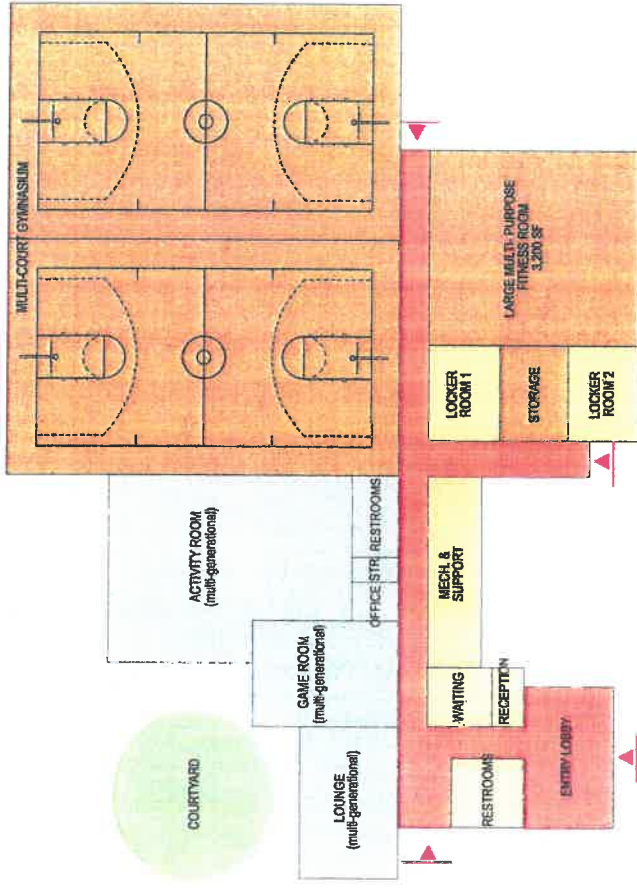 MULTI-COURT GYMNASIUM
ACTIVITY ROOM
(multi-generational)
OFFICE STR. RESTROOMS
GAME ROOM
(multi-generational)
LOUNGE
(multi-generational)
COURTYARD
LARGE MULTI- PURPOSE
FITNESS ROOM
3,200 SF
LOCKER
ROOM 1
STORAGE
LOCKER
ROOM 2
MECH. &
SUPPORT
WAITING
RECEPTION
RESTROOMS
ENTRY LOBBY